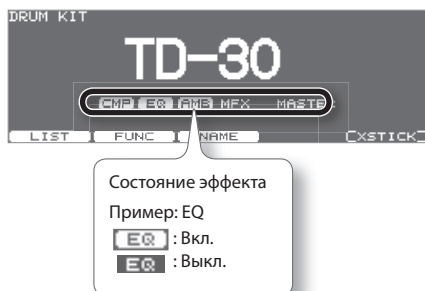 DRUM KIT
TD-30
CMP EQ AMB MFX MASTER
LIST FUNC NAME XSTICK
Состояние эффекта
Пример: EQ
EQ : Вкл.
EQ : Выкл.